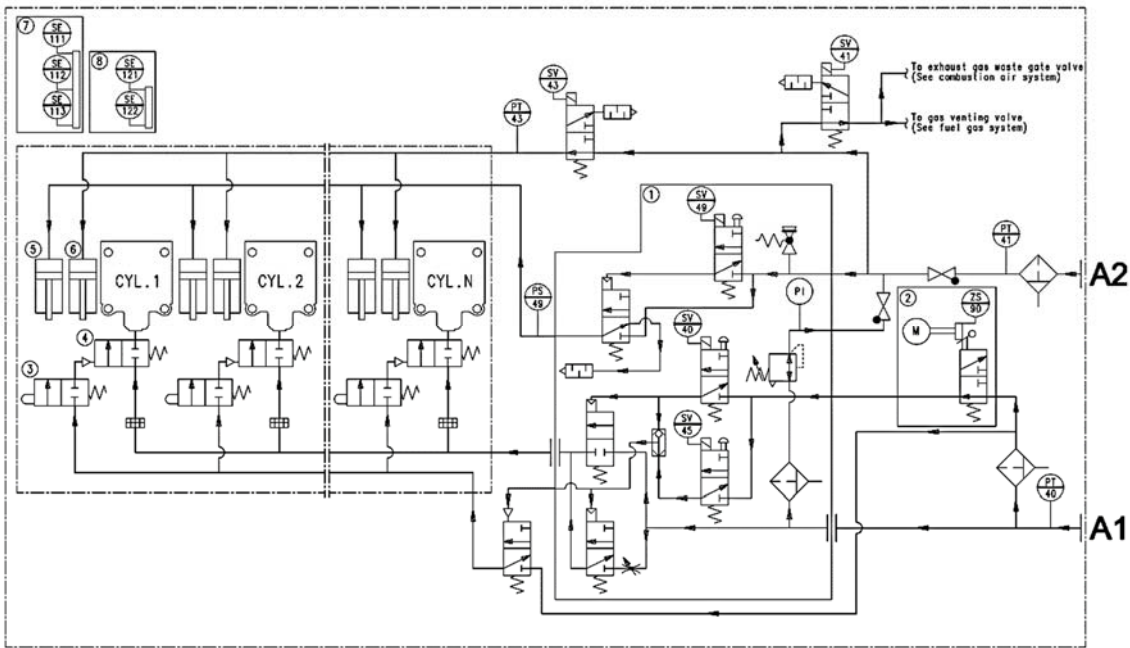 7
SE
111
SE
112
SE
113
8
SE
121
SE
122
SV
41
To exhaust gas waste gate valve
(See combustion air system)
To gas venting valve
(See fuel gas system)
SV
43
PT
43
1
SV
49
PT
41
A2
5
6
CYL.1
CYL.2
CYL.N
PS
49
PI
2
ZS
90
M
SV
40
4
3
SV
45
PT
40
A1